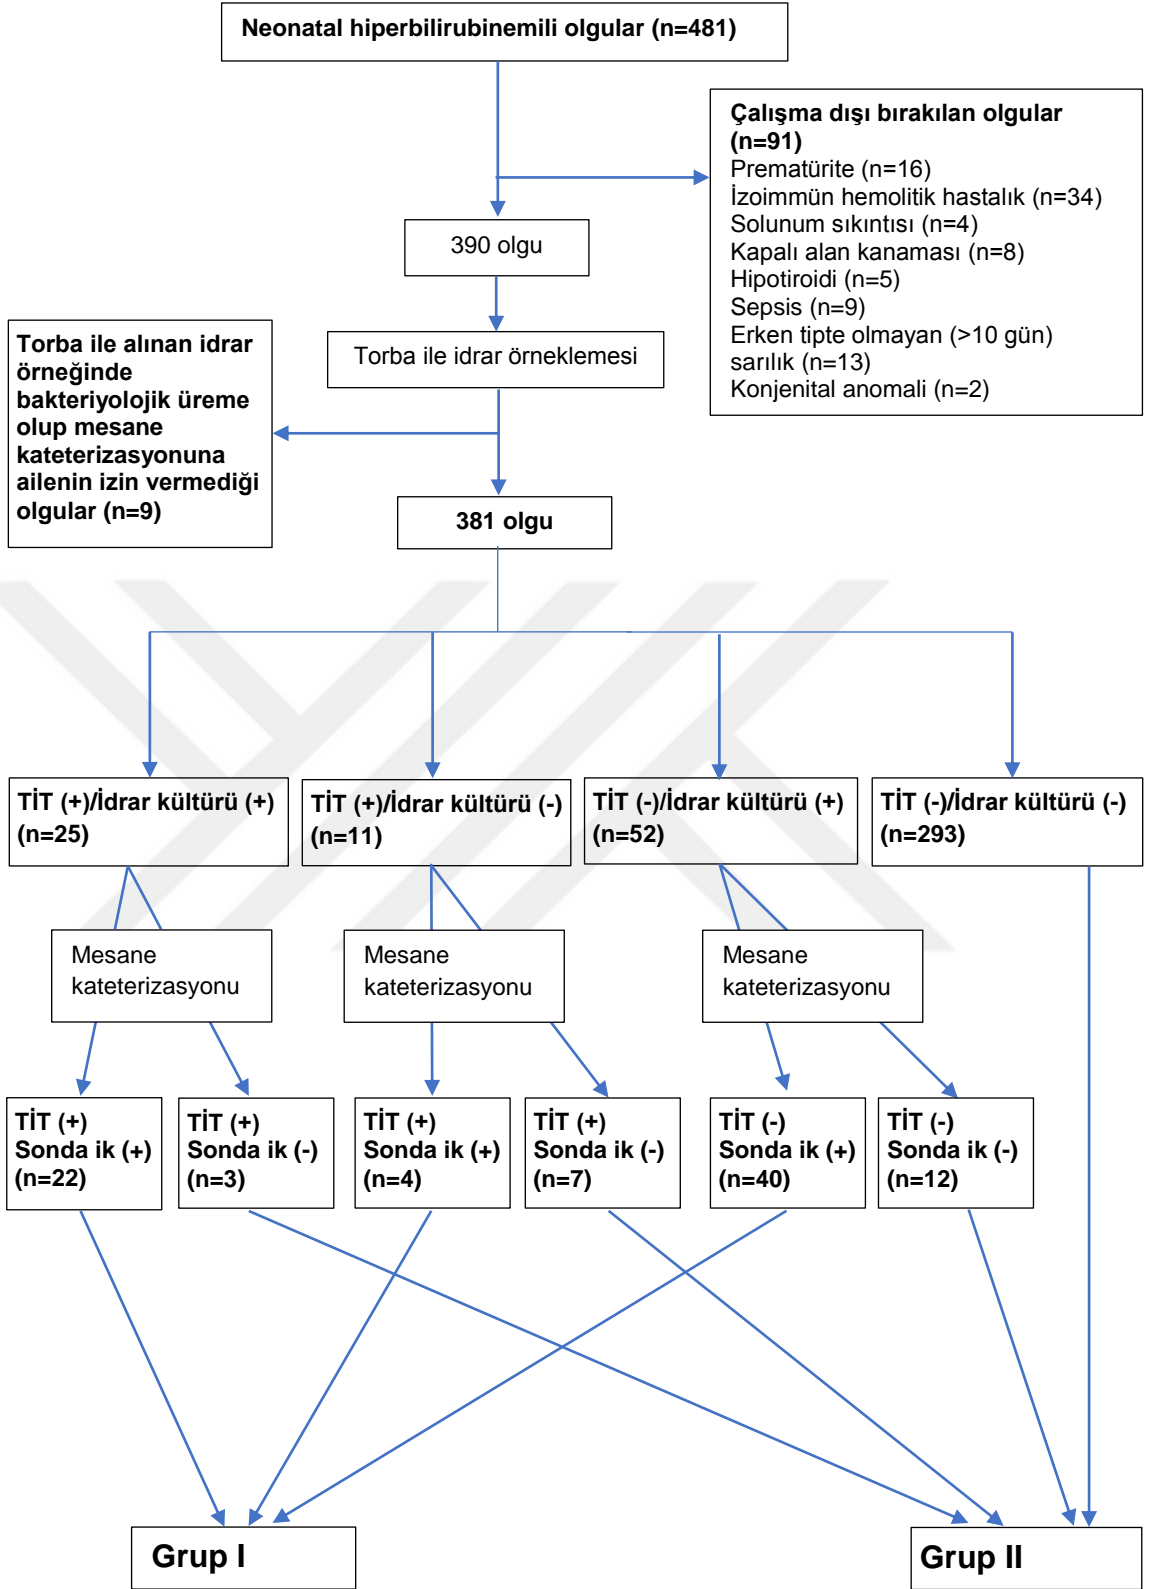 Neonatal hiperbilirubinemili olgular (n=481)
Çalışma dışı bırakılan olgular
(n=91)
Prematürite (n=16)
İzoimmün hemolitik hastalık (n=34)
Solunum sıkıntısı (n=4)
Kapalı alan kanaması (n=8)
Hipotiroidi (n=5)
Sepsis (n=9)
Erken tipte olmayan (>10 gün)
sarılık (n=13)
Konjenital anomali (n=2)
390 olgu
Torba ile idrar örneklemesi
Torba ile alınan idrar
örneğinde
bakteriyolojik üreme
olup mesane
kateterizasyonuna
ailenin izin vermediği
olgular (n=9)
381 olgu
TİT (+)/İdrar kültürü (+)
(n=25)
TİT (+)/İdrar kültürü (-)
(n=11)
TİT (-)/İdrar kültürü (+)
(n=52)
TİT (-)/İdrar kültürü (-)
(n=293)
Mesane
kateterizasyonu
Mesane
kateterizasyonu
Mesane
kateterizasyonu
TİT (+)
Sonda ik (+)
(n=22)
TİT (+)
Sonda ik (-)
(n=3)
TİT (+)
Sonda ik (+)
(n=4)
TİT (+)
Sonda ik (-)
(n=7)
TİT (-)
Sonda ik (+)
(n=40)
TİT (-)
Sonda ik (-)
(n=12)
Grup I
Grup II